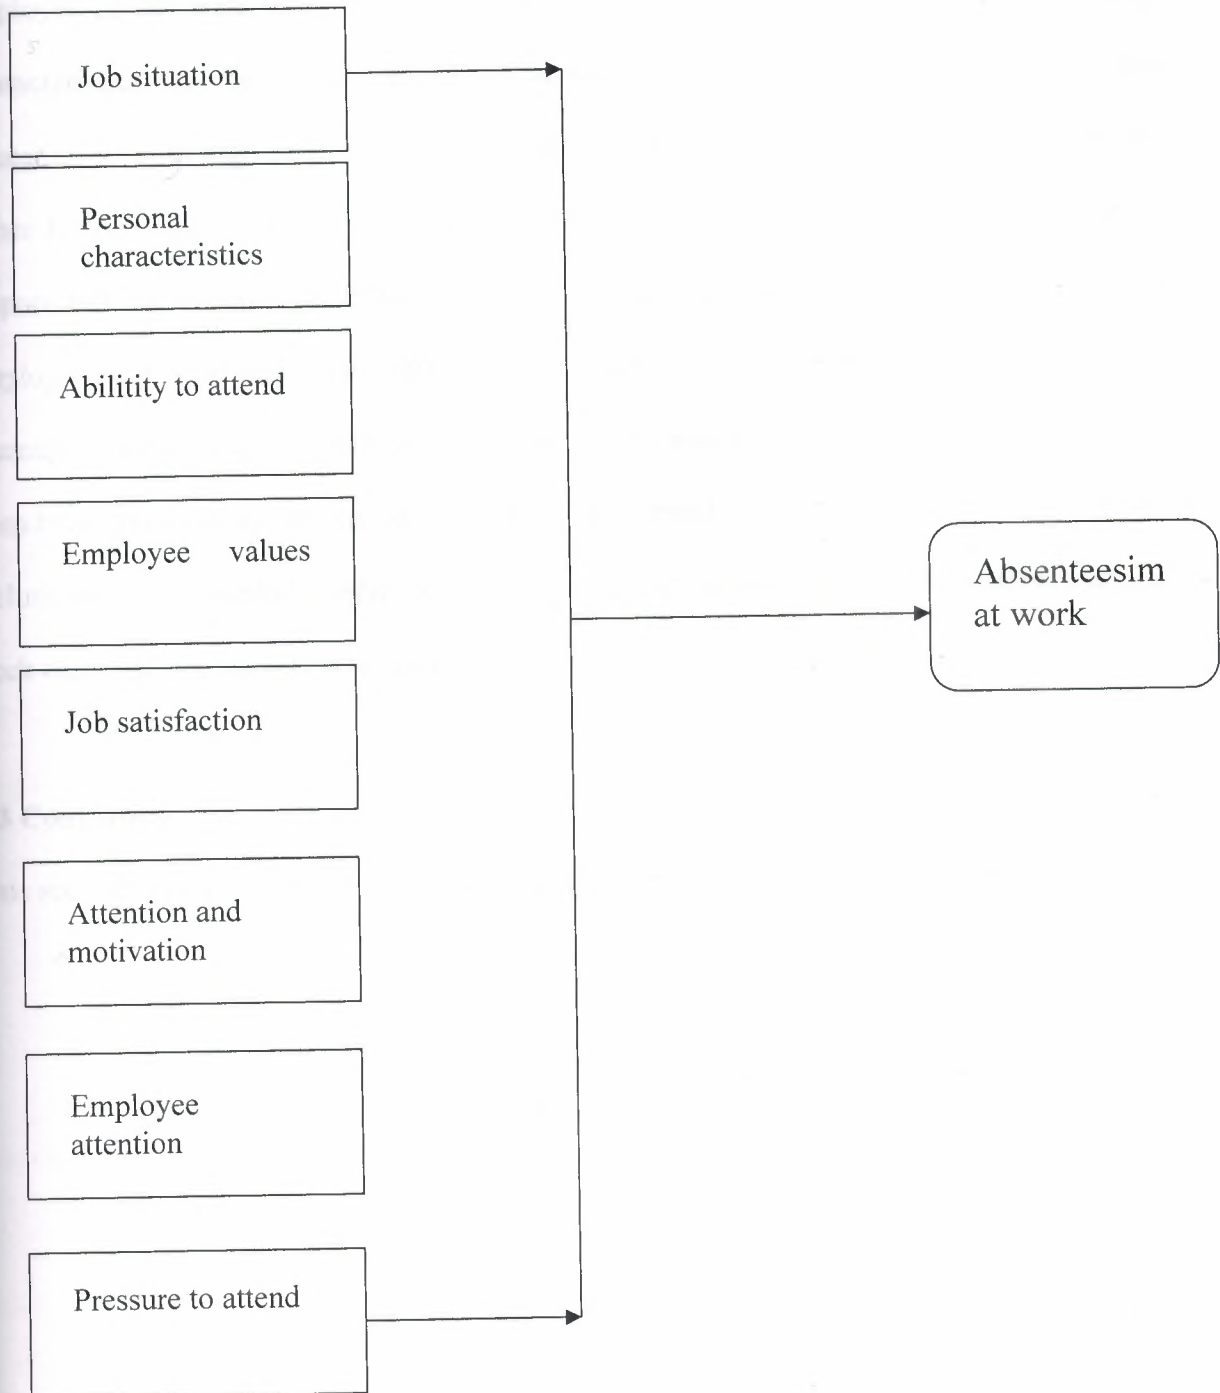 Job situation
Personal
characteristics
Abilitity to attend
Employee values
Job satisfaction
Attention and
motivation
Employee
attention
Pressure to attend
Absenteesim
at work